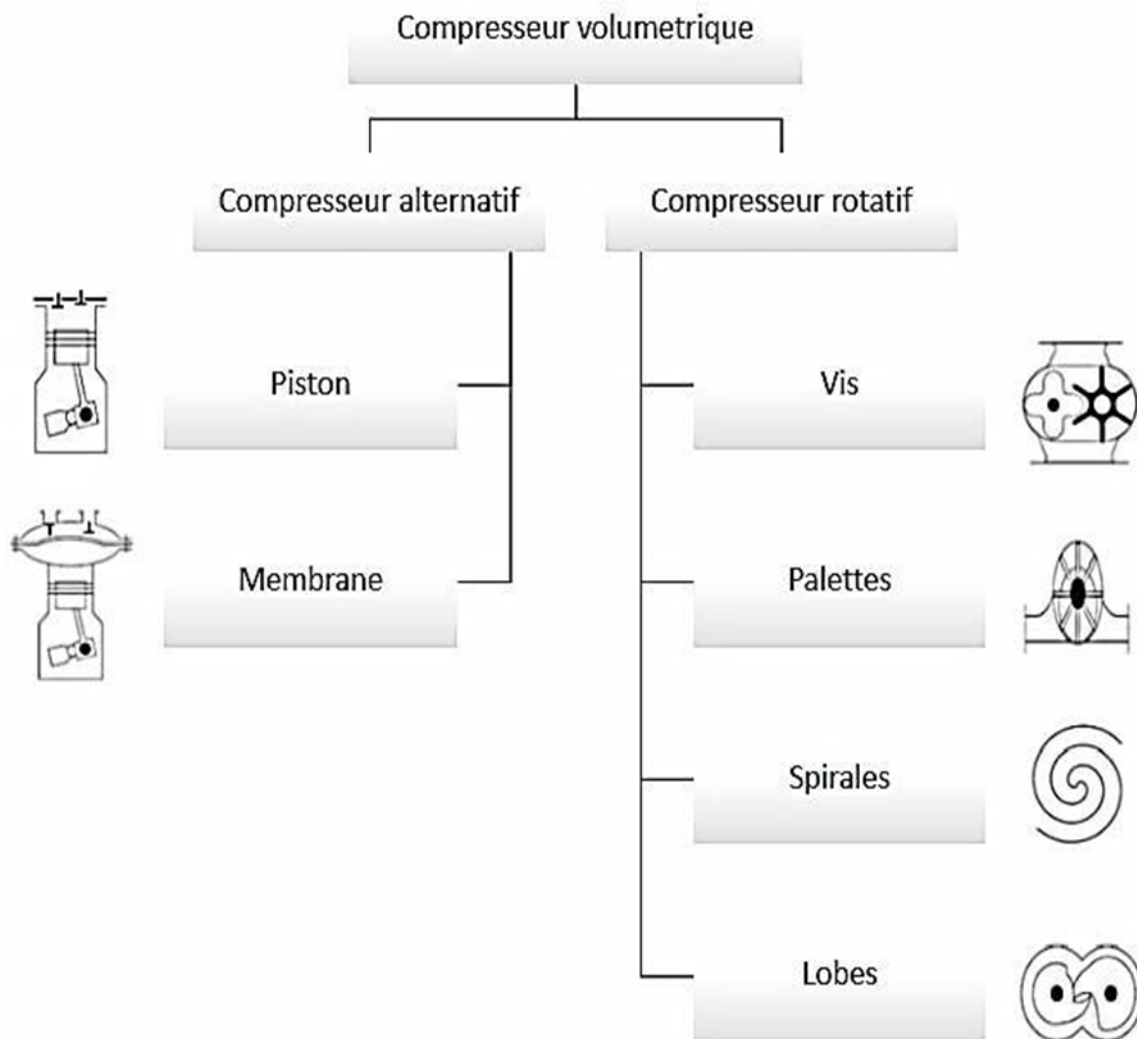 Compresseur volumetrique
Compresseur alternatif
Compresseur rotatif
Piston
Vis
Membrane
Palettes
Spirales
Lobes